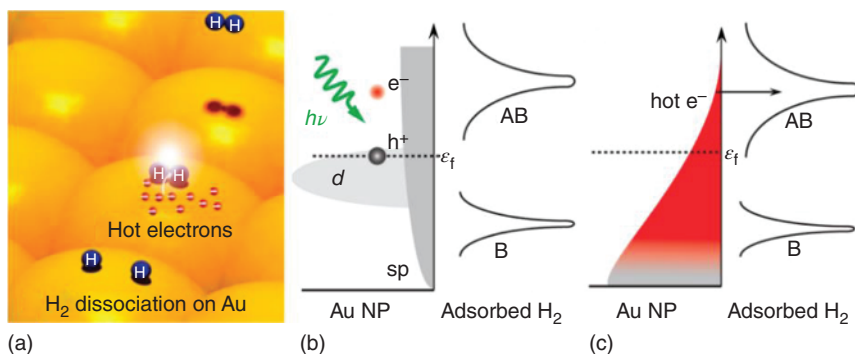 H H
H H
Hot electrons
H H
H₂ dissociation on Au
(a)
e⁻
hν
h⁺
εf
d
sp
AB
B
Au NP Adsorbed H₂
(b)
hot e⁻
AB
εf
B
Au NP Adsorbed H₂
(c)